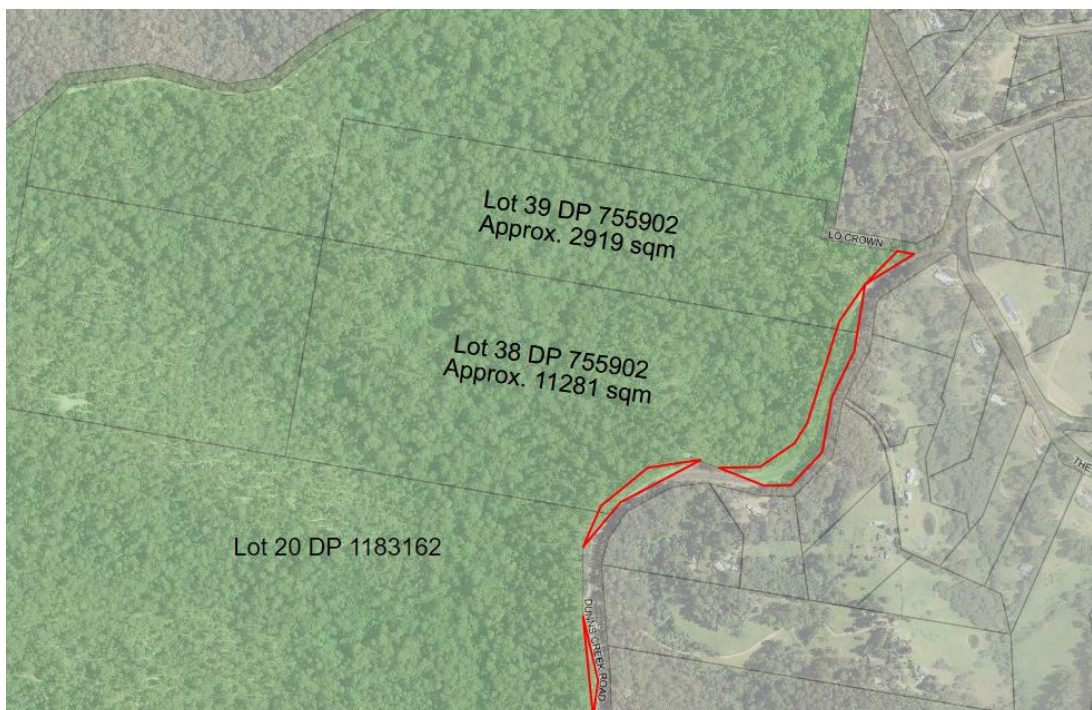 Lot 39 DP 755902
Approx. 2919 sqm
LO CROWN
Lot 38 DP 755902
Approx. 11281 sqm
THE
Lot 20 DP 1183162
DUNNS CREEK ROAD